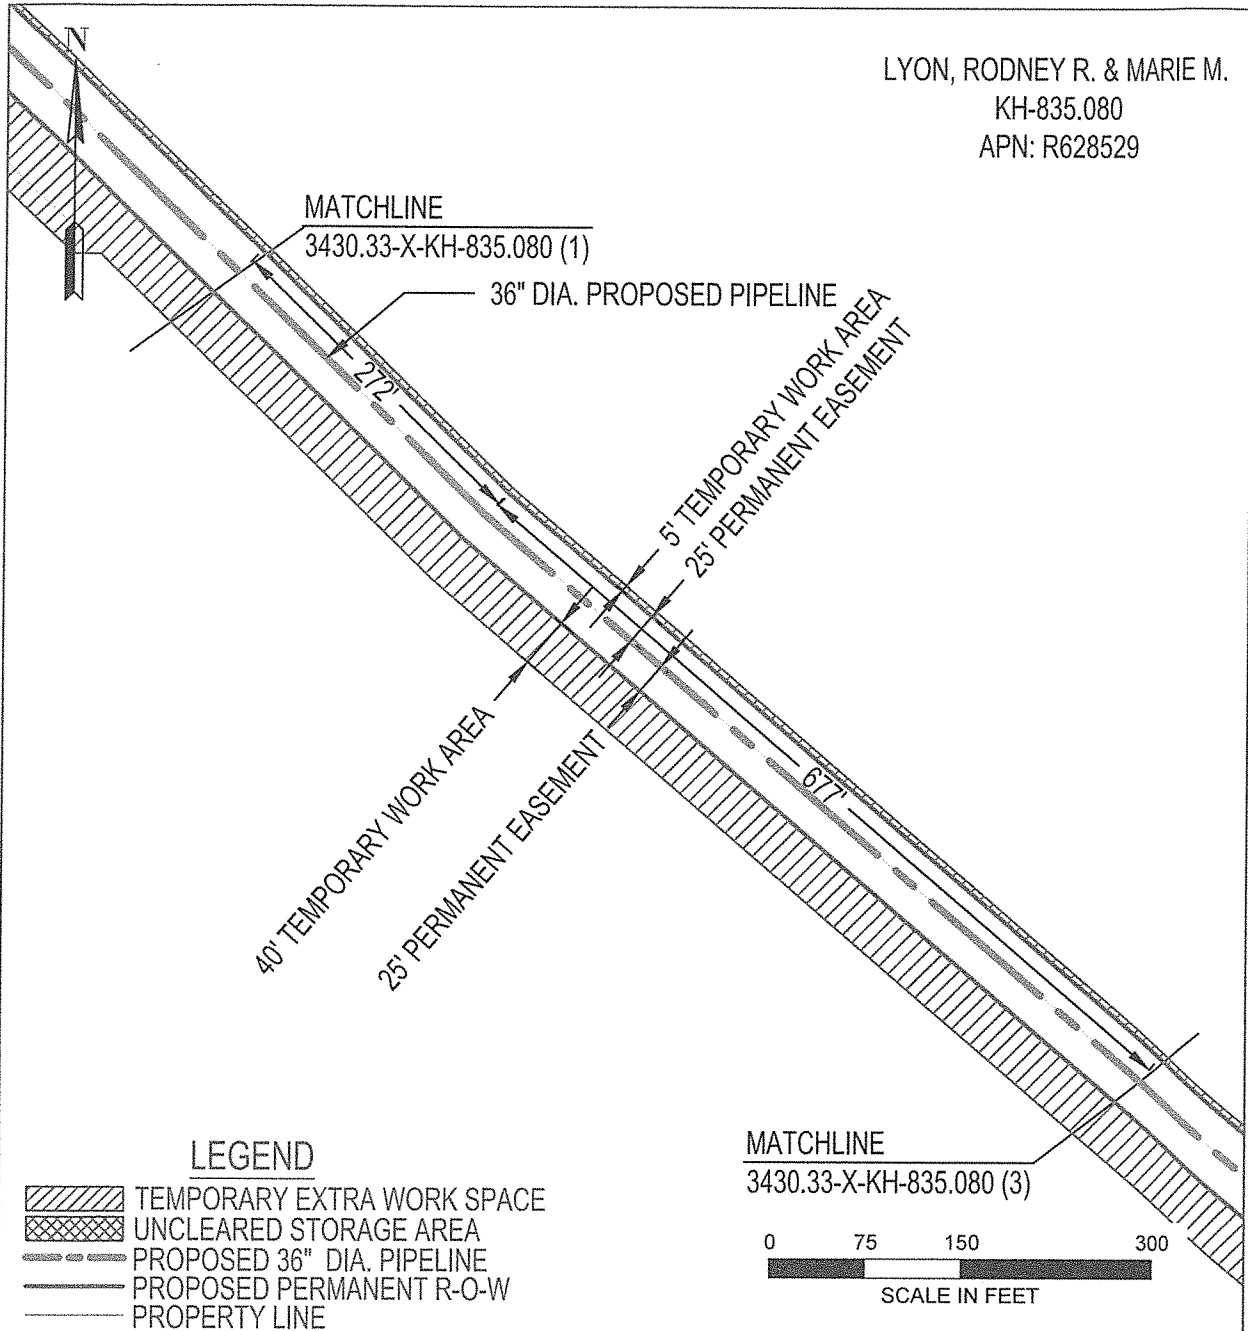 N
LYON, RODNEY R. & MARIE M.
KH-835.080
APN: R628529
MATCHLINE
3430.33-X-KH-835.080 (1)
36" DIA. PROPOSED PIPELINE
272'
5' TEMPORARY WORK AREA
25' PERMANENT EASEMENT
40' TEMPORARY WORK AREA
25' PERMANENT EASEMENT
677'
MATCHLINE
3430.33-X-KH-835.080 (3)
LEGEND
TEMPORARY EXTRA WORK SPACE
UNCLEARED STORAGE AREA
PROPOSED 36" DIA. PIPELINE
PROPOSED PERMANENT R-O-W
PROPERTY LINE
0 75 150 300
SCALE IN FEET